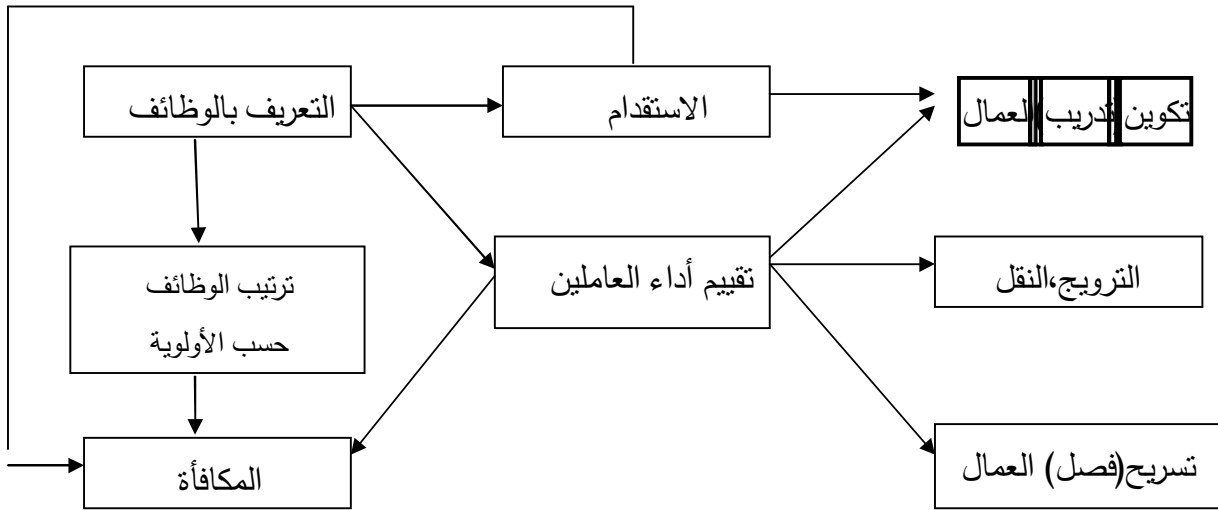 التعريف بالوظائف
الاستقدام
تكوين (تدريب) العمال
ترتيب الوظائف
حسب الأولوية
تقييم أداء العاملين
الترويج،النقل
المكافأة
تسريح(فصل) العمال